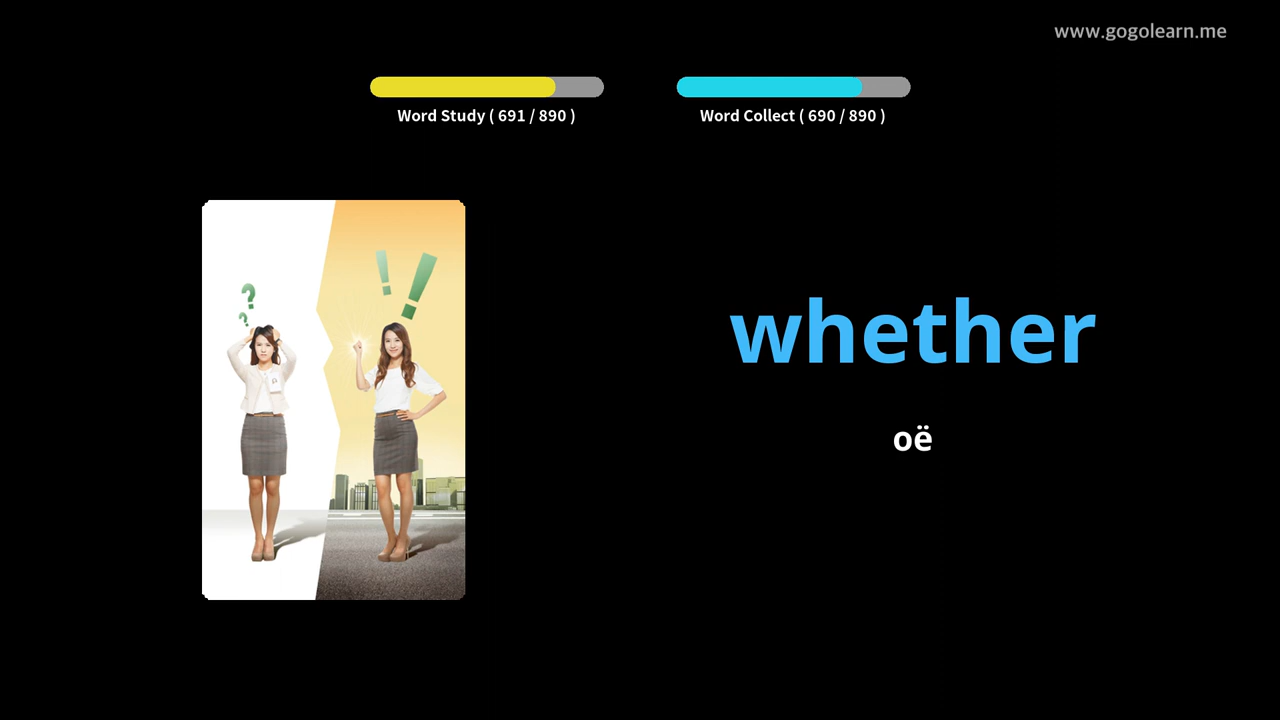 www.gogolearn.me
Word Study ( 691 / 890 )
Word Collect ( 690 / 890 )
? ?
! !
whether
oë